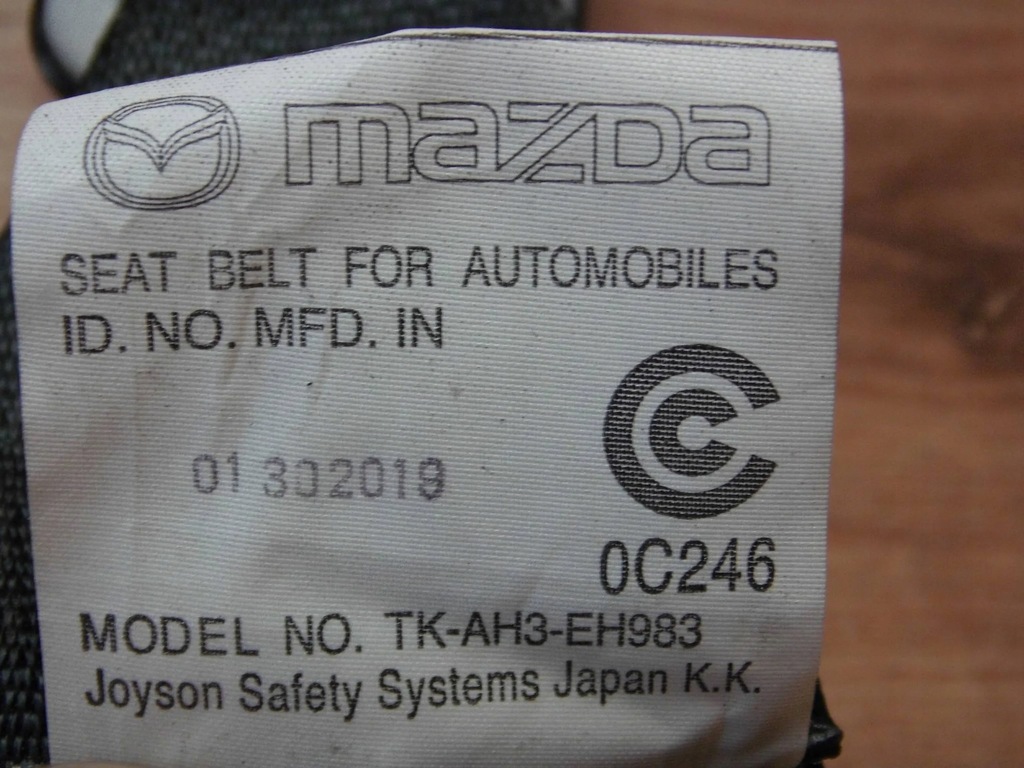 mazda
SEAT BELT FOR AUTOMOBILES
ID. NO. MFD. IN
01 302019
0C246
MODEL NO. TK-AH3-EH983
Joyson Safety Systems Japan K.K.